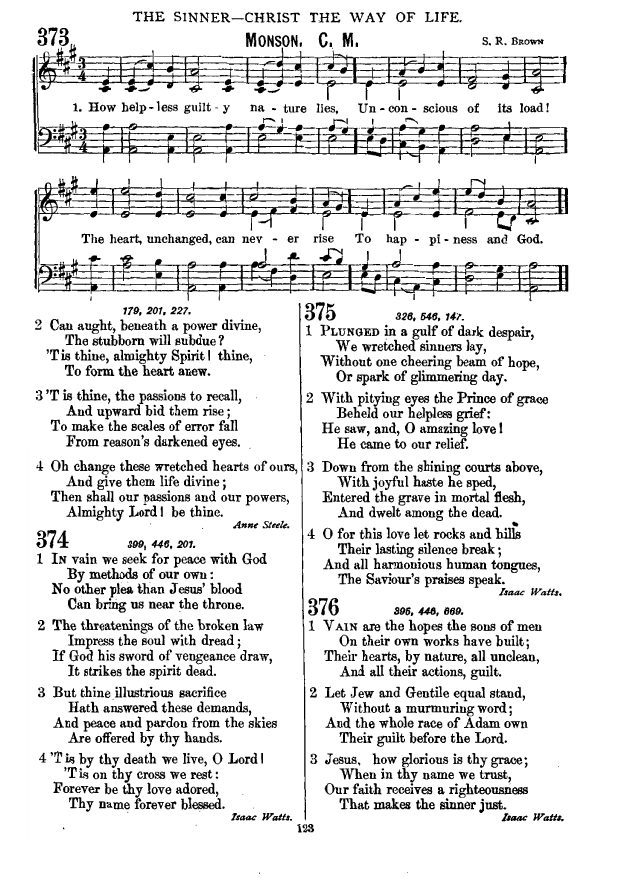 THE SINNER—CHRIST THE WAY OF LIFE.
373 MONSON. C. M. S. R. BROWN
1. How help - less guilt - y na - ture lies, Un - con - scious of its load!
The heart, unchanged, can nev - er rise To hap - pi - ness and God.
179, 201, 227.
2 Can aught, beneath a power divine,
The stubborn will subdue?
'Tis thine, almighty Spirit! thine,
To form the heart anew.
3 'T is thine, the passions to recall,
And upward bid them rise;
To make the scales of error fall
From reason's darkened eyes.
4 Oh change these wretched hearts of ours,
And give them life divine;
Then shall our passions and our powers,
Almighty Lord! be thine.
Anne Steele.
374 399, 446, 201.
1 IN vain we seek for peace with God
By methods of our own:
No other plea than Jesus' blood
Can bring us near the throne.
2 The threatenings of the broken law
Impress the soul with dread;
If God his sword of vengeance draw,
It strikes the spirit dead.
3 But thine illustrious sacrifice
Hath answered these demands,
And peace and pardon from the skies
Are offered by thy hands.
4 'T is by thy death we live, O Lord!
'T is on thy cross we rest:
Forever be thy love adored,
Thy name forever blessed.
Isaac Watts.
375 326, 546, 147.
1 PLUNGED in a gulf of dark despair,
We wretched sinners lay,
Without one cheering beam of hope,
Or spark of glimmering day.
2 With pitying eyes the Prince of grace
Beheld our helpless grief:
He saw, and, O amazing love!
He came to our relief.
3 Down from the shining courts above,
With joyful haste he sped,
Entered the grave in mortal flesh,
And dwelt among the dead.
4 O for this love let rocks and hills
Their lasting silence break;
And all harmonious human tongues,
The Saviour's praises speak.
Isaac Watts.
376 395, 446, 669.
1 VAIN are the hopes the sons of men
On their own works have built;
Their hearts, by nature, all unclean,
And all their actions, guilt.
2 Let Jew and Gentile equal stand,
Without a murmuring word;
And the whole race of Adam own
Their guilt before the Lord.
3 Jesus, how glorious is thy grace;
When in thy name we trust,
Our faith receives a righteousness
That makes the sinner just.
Isaac Watts.
123